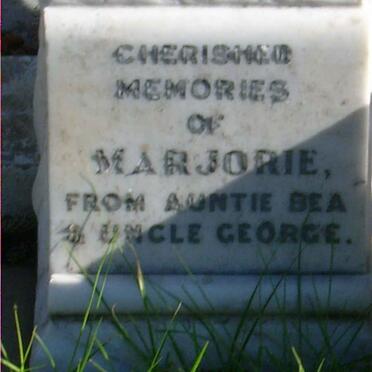 CHERISHED
MEMORIES
OF
MARJORIE,
FROM AUNTIE BEA
& UNCLE GEORGE.